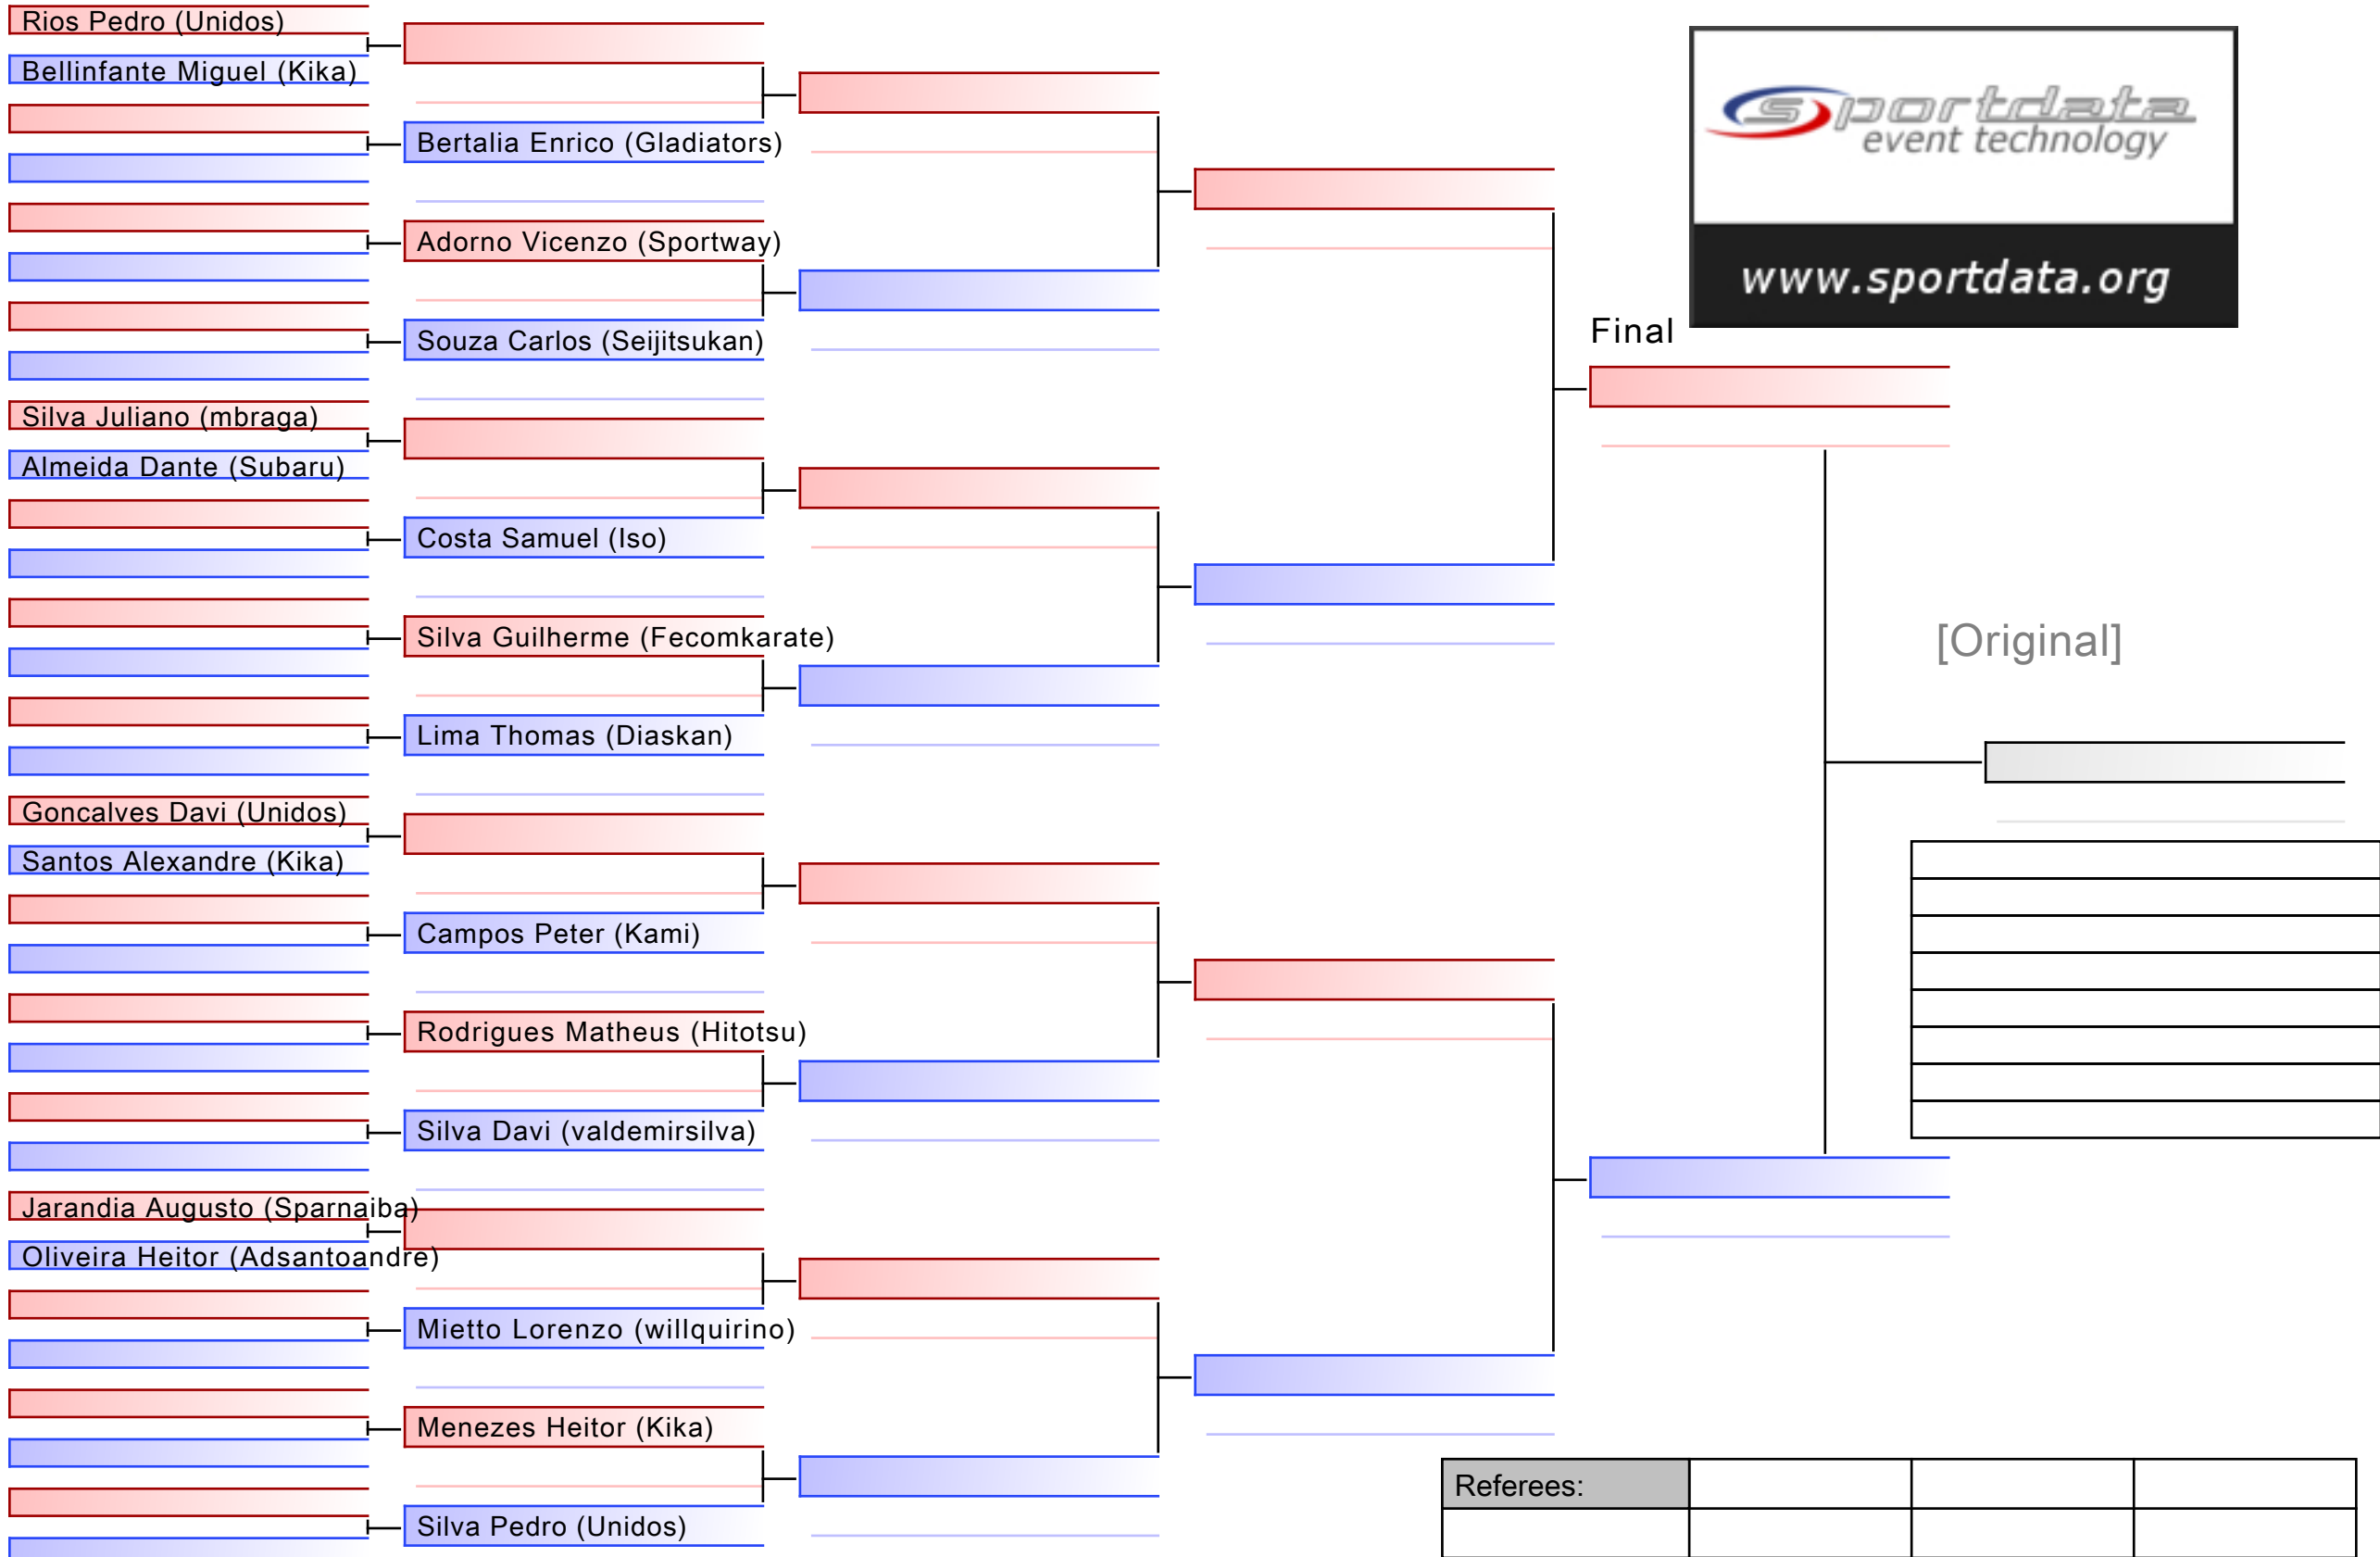 Rios Pedro (Unidos)
Bellinfante Miguel (Kika)
Bertalia Enrico (Gladiators)
Adorno Vicenzo (Sportway)
Souza Carlos (Seijitsukan)
Silva Juliano (mbraga)
Almeida Dante (Subaru)
Costa Samuel (Iso)
Silva Guilherme (Fecomkarate)
Lima Thomas (Diaskan)
Goncalves Davi (Unidos)
Santos Alexandre (Kika)
Campos Peter (Kami)
Rodrigues Matheus (Hitotsu)
Silva Davi (valdemirsilva)
Jarandia Augusto (Sparnaiba)
Oliveira Heitor (Adsantoandre)
Mietto Lorenzo (willquirino)
Menezes Heitor (Kika)
Silva Pedro (Unidos)
sportdata
event technology
www.sportdata.org
Final
[Original]
Referees: